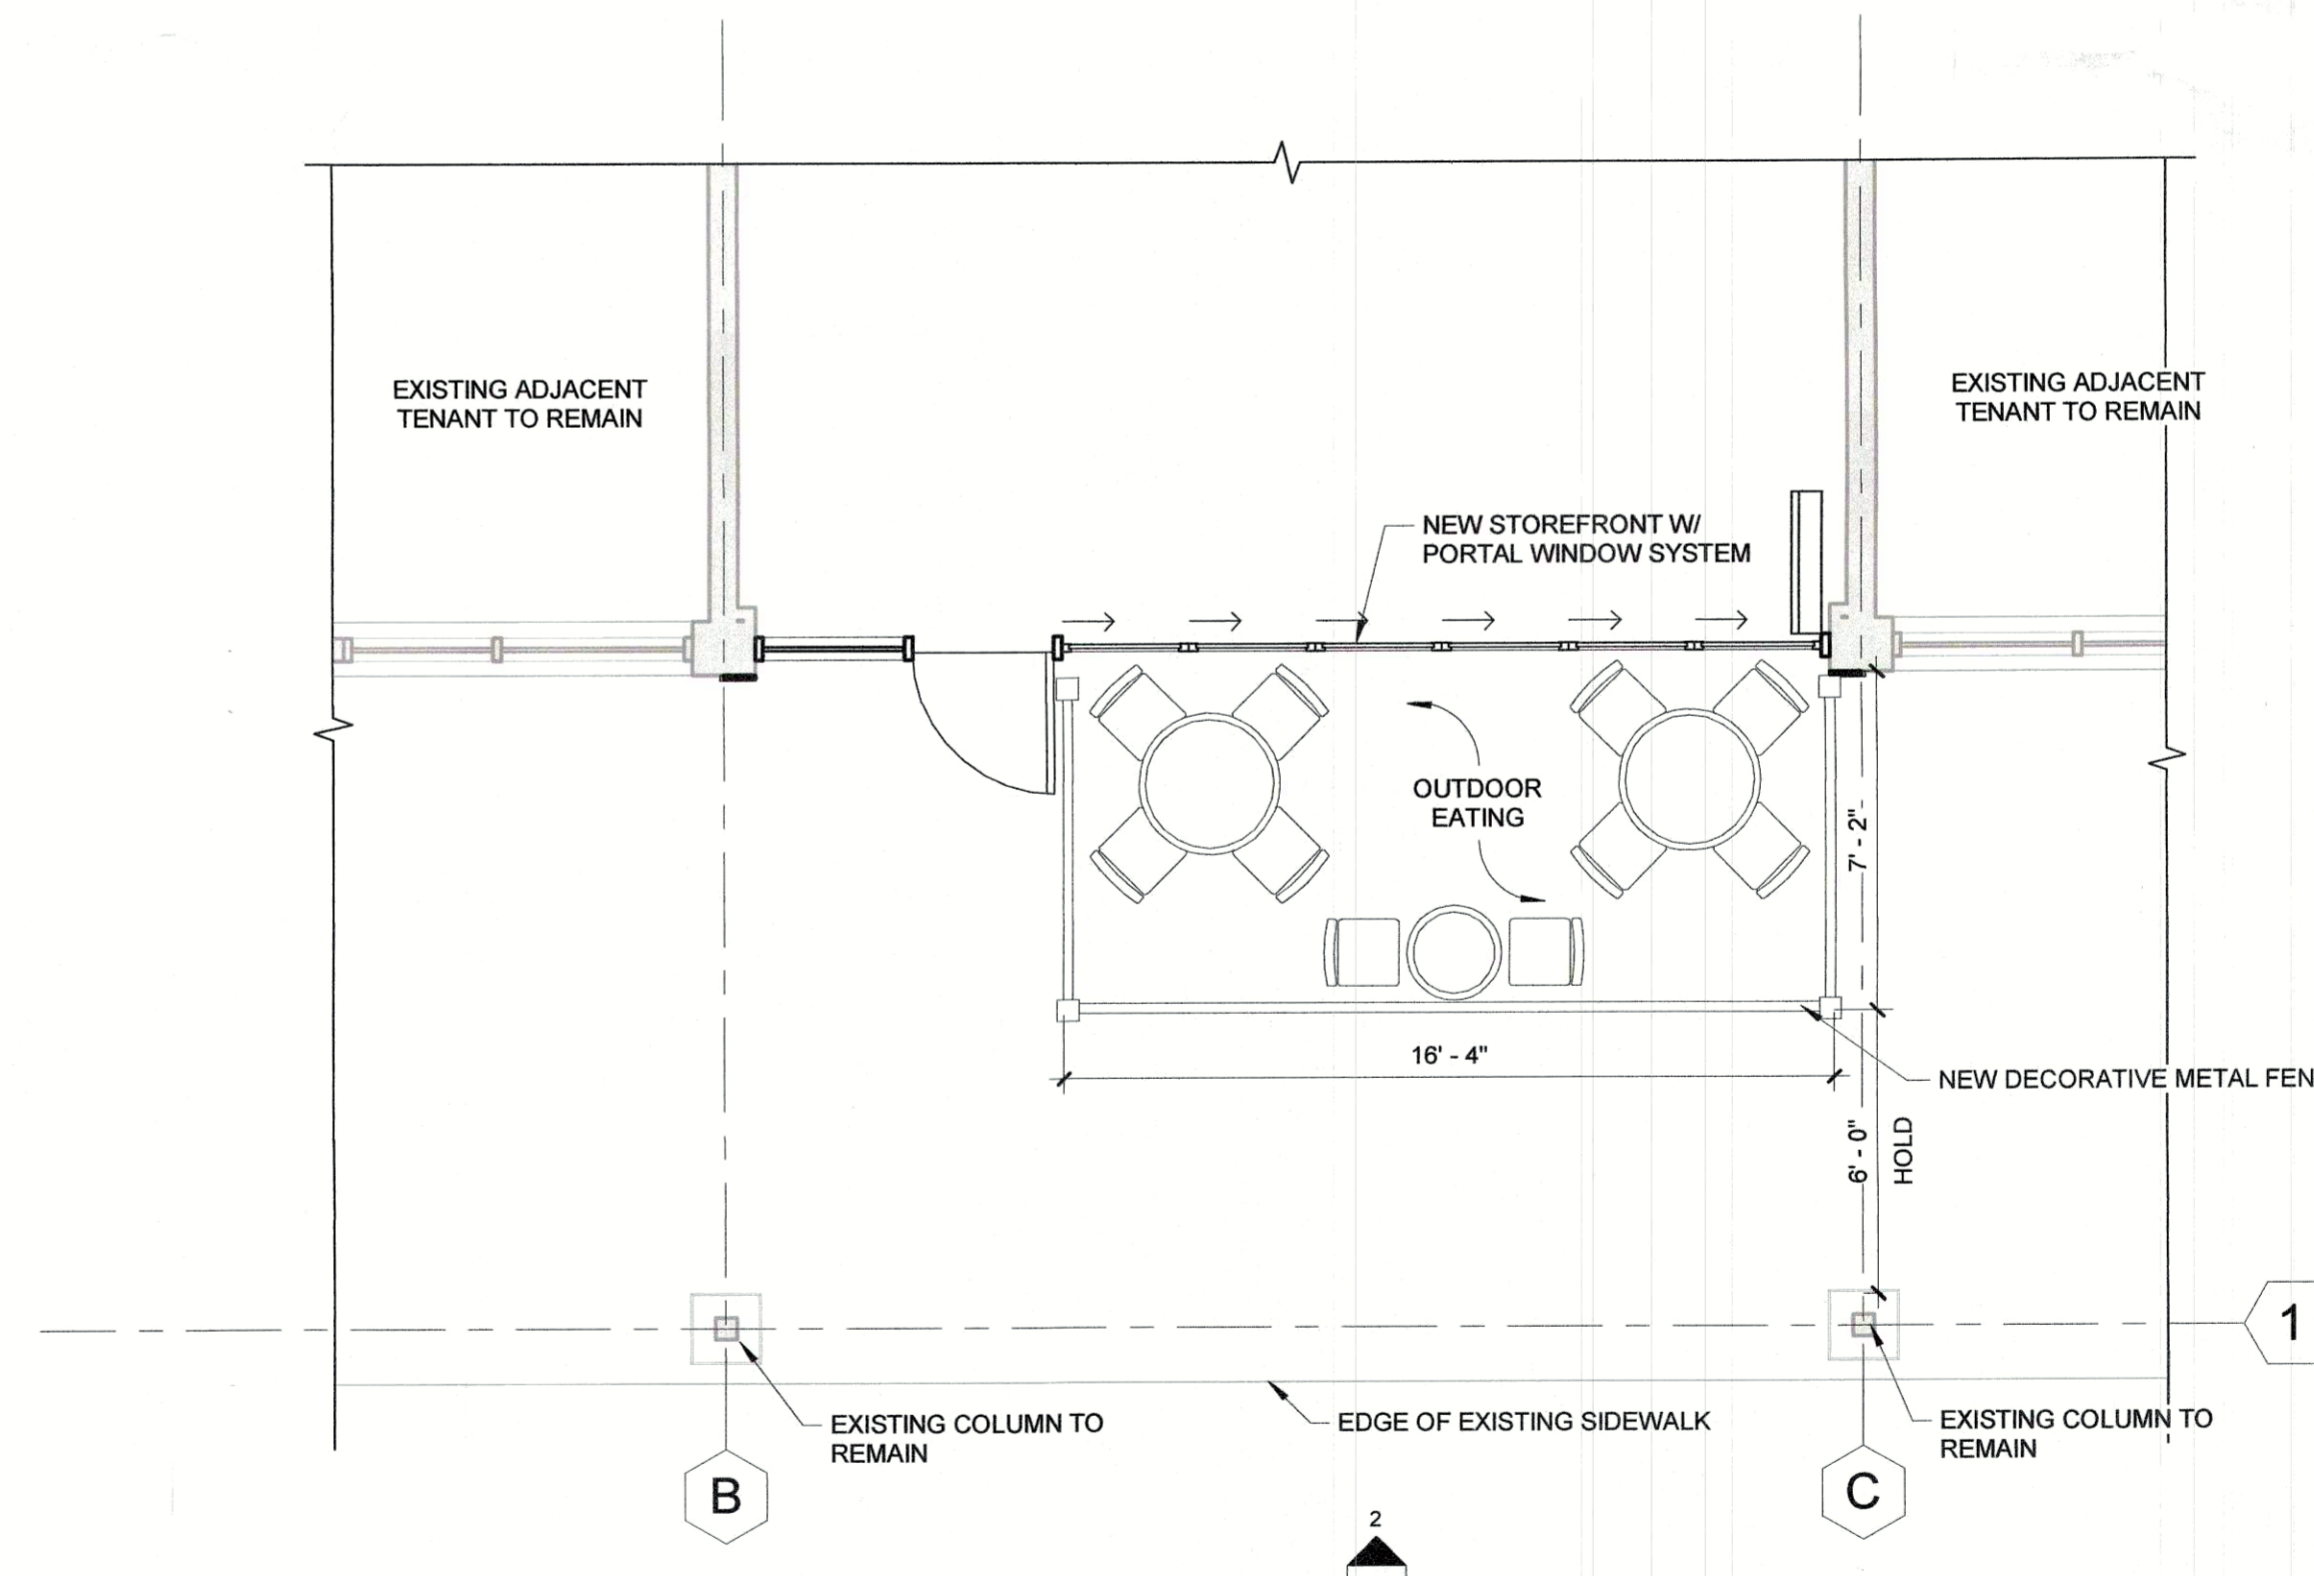 EXISTING ADJACENT
TENANT TO REMAIN
EXISTING ADJACENT
TENANT TO REMAIN
NEW STOREFRONT W/
PORTAL WINDOW SYSTEM
OUTDOOR
EATING
7' - 2"
16' - 4"
NEW DECORATIVE METAL FEN
6' - 0"
HOLD
1
EXISTING COLUMN TO
REMAIN
EDGE OF EXISTING SIDEWALK
EXISTING COLUMN TO
REMAIN
B
C
2